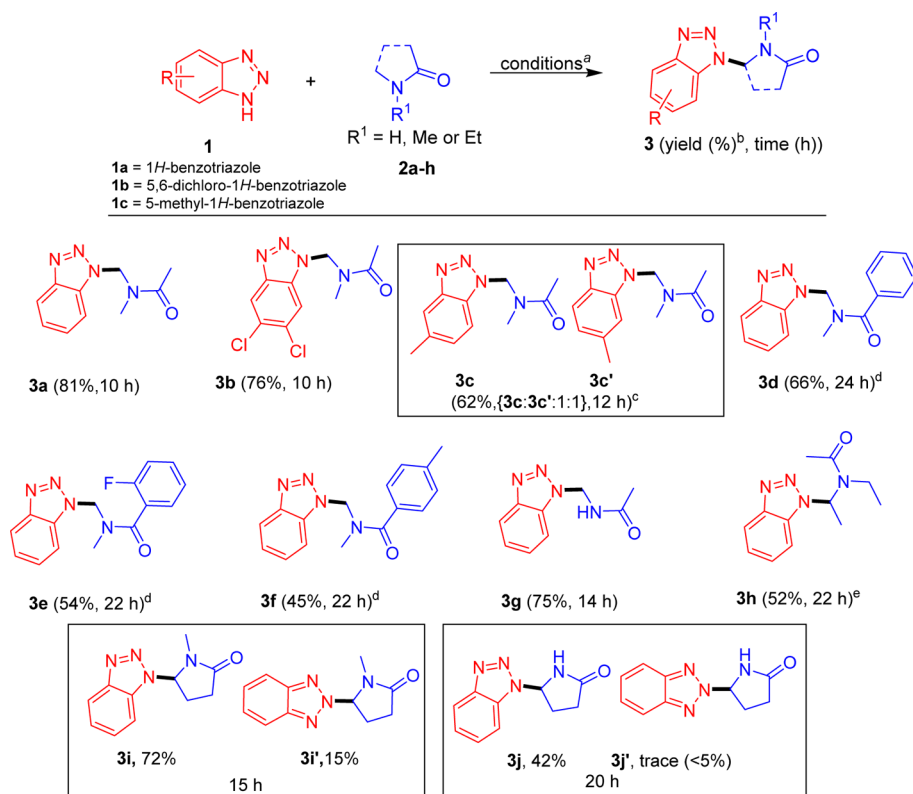 R
N
N
N
H
1
1a = 1H-benzotriazole
1b = 5,6-dichloro-1H-benzotriazole
1c = 5-methyl-1H-benzotriazole
+
N
O
R¹
R¹ = H, Me or Et
2a-h
conditionsᵃ
N
N
N
R
R¹
N
O
3 (yield (%)ᵇ, time (h))
N
N
N
N
O
3a (81%,10 h)
N
N
N
N
O
Cl
Cl
3b (76%, 10 h)
N
N
N
N
O
3c
N
N
N
N
O
3c'
(62%,{3c:3c':1:1},12 h)ᶜ
N
N
N
N
O
3d (66%, 24 h)ᵈ
N
N
N
F
N
O
3e (54%, 22 h)ᵈ
N
N
N
N
O
3f (45%, 22 h)ᵈ
N
N
N
NH
O
3g (75%, 14 h)
N
N
N
O
N
3h (52%, 22 h)ᵉ
N
N
N
N
O
3i, 72%
N
N
N
N
O
3i',15%
15 h
N
N
N
H
N
O
3j, 42%
N
N
N
H
N
O
3j', trace (<5%)
20 h